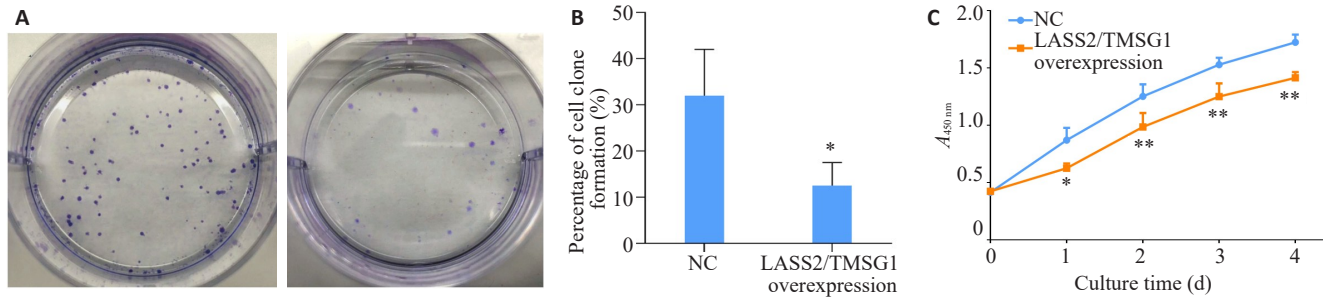 A
B
Percentage of cell clone
formation (%)
50
40
30
20
10
0
*
NC
LASS2/TMSG1
overexpression
C
A450 nm
2.0
1.5
1.0
0.5
0
NC
LASS2/TMSG1
overexpression
*
**
**
**
0
1
2
3
4
Culture time (d)